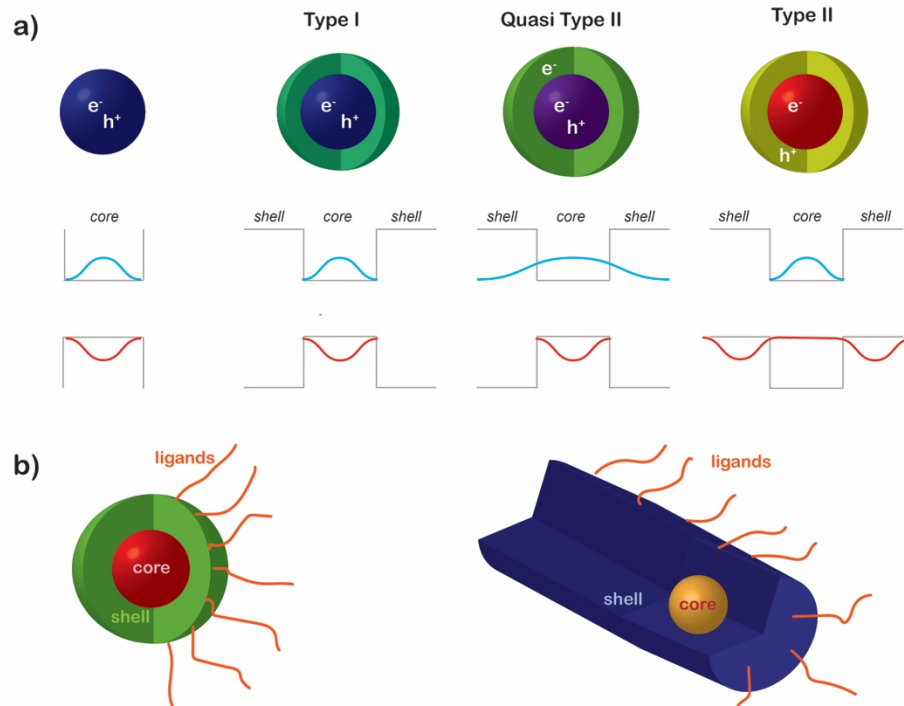 a)
Type I
Quasi Type II
Type II
e-
h+
e-
h+
e-
e-
h+
e-
h+
core
shell core shell
shell core shell
shell core shell
b)
ligands
core
shell
ligands
shell
core